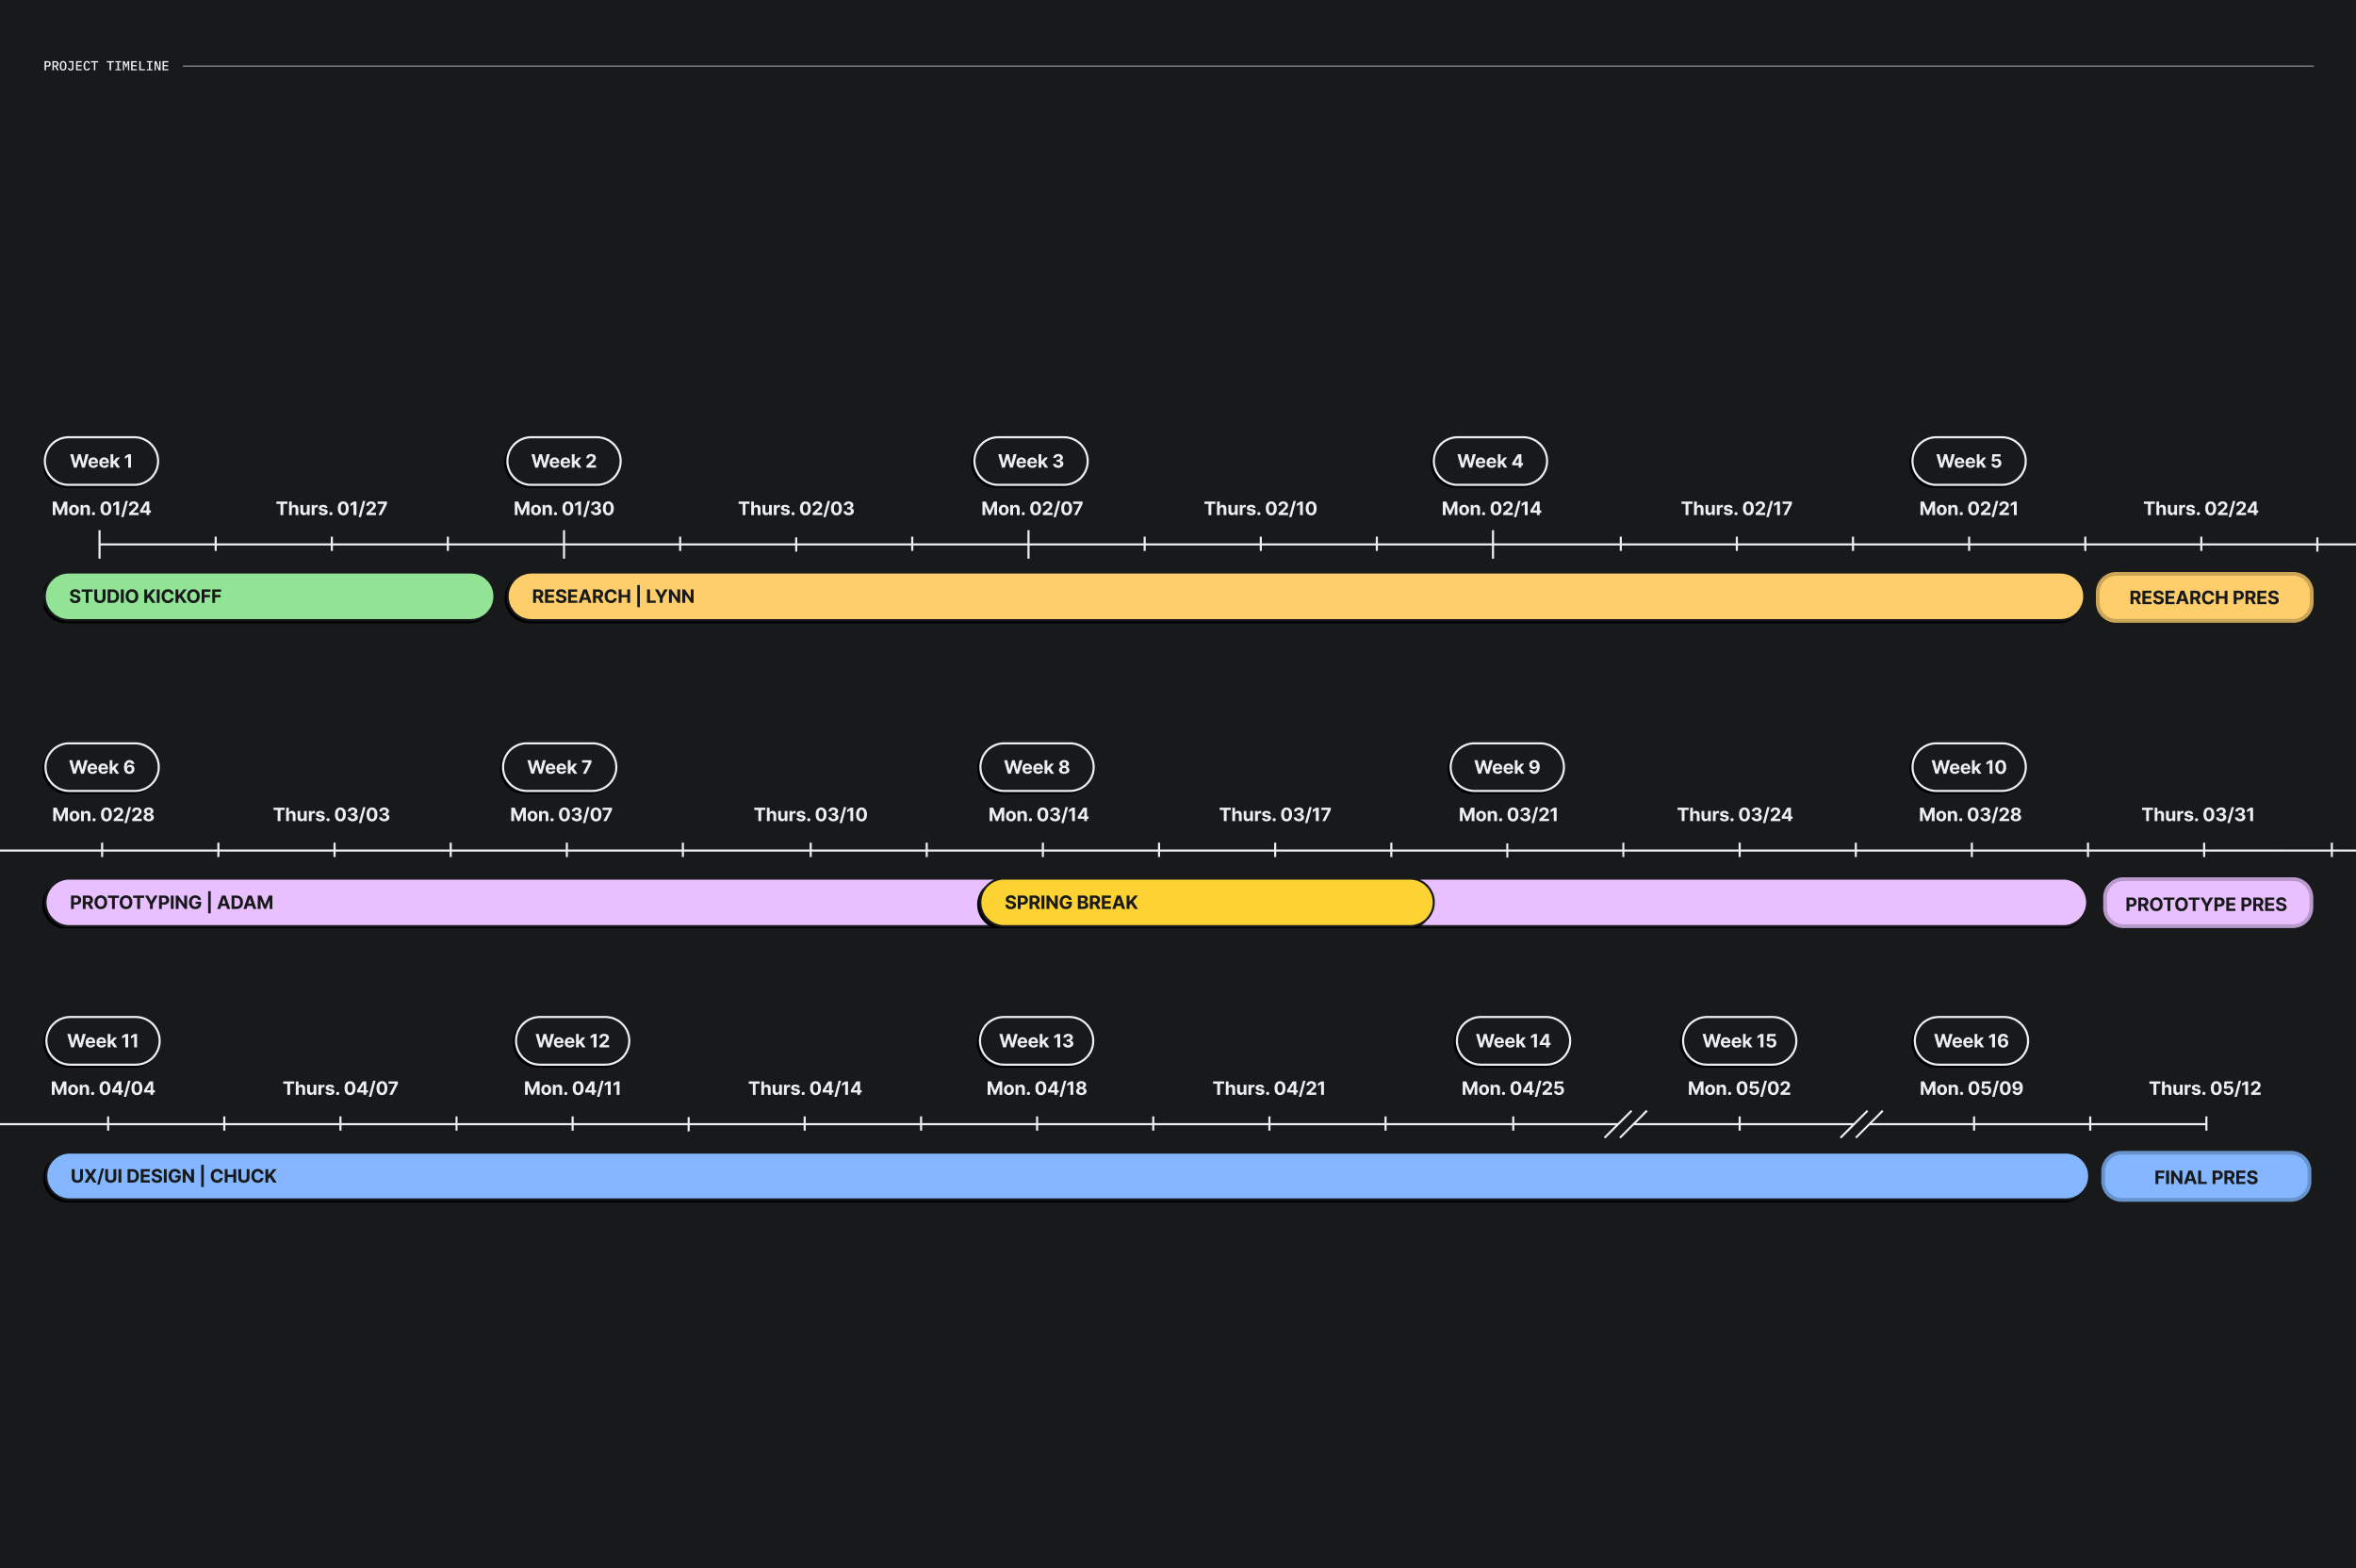 PROJECT TIMELINE
Week 1 Week 2 Week 3 Week 4 Week 5
Mon. 01/24 Thurs. 01/27 Mon. 01/30 Thurs. 02/03 Mon. 02/07 Thurs. 02/10 Mon. 02/14 Thurs. 02/17 Mon. 02/21 Thurs. 02/24
STUDIO KICKOFF RESEARCH | LYNN RESEARCH PRES
Week 6 Week 7 Week 8 Week 9 Week 10
Mon. 02/28 Thurs. 03/03 Mon. 03/07 Thurs. 03/10 Mon. 03/14 Thurs. 03/17 Mon. 03/21 Thurs. 03/24 Mon. 03/28 Thurs. 03/31
PROTOTYPING | ADAM SPRING BREAK PROTOTYPE PRES
Week 11 Week 12 Week 13 Week 14 Week 15 Week 16
Mon. 04/04 Thurs. 04/07 Mon. 04/11 Thurs. 04/14 Mon. 04/18 Thurs. 04/21 Mon. 04/25 Mon. 05/02 Mon. 05/09 Thurs. 05/12
UX/UI DESIGN | CHUCK FINAL PRES